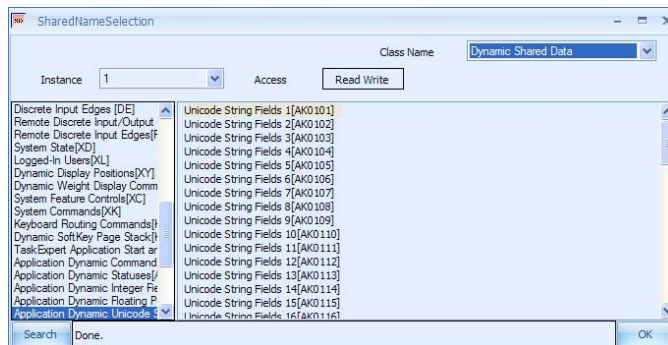 SD SharedNameSelection
Class Name Dynamic Shared Data
Instance 1 Access Read Write
Discrete Input Edges [DE]
Remote Discrete Input/Output
Remote Discrete Input Edges[
System State[XD]
Logged-In Users[XL]
Dynamic Display Positions[XY]
Dynamic Weight Display Comm
System Feature Controls[XC]
System Commands[XK]
Keyboard Routing Commands[
Dynamic SoftKey Page Stack[
TaskExpert Application Start ar
Application Dynamic Command
Application Dynamic Statuses[
Application Dynamic Integer Fie
Application Dynamic Floating P
Application Dynamic Unicode S
Unicode String Fields 1[AK0101]
Unicode String Fields 2[AK0102]
Unicode String Fields 3[AK0103]
Unicode String Fields 4[AK0104]
Unicode String Fields 5[AK0105]
Unicode String Fields 6[AK0106]
Unicode String Fields 7[AK0107]
Unicode String Fields 8[AK0108]
Unicode String Fields 9[AK0109]
Unicode String Fields 10[AK0110]
Unicode String Fields 11[AK0111]
Unicode String Fields 12[AK0112]
Unicode String Fields 13[AK0113]
Unicode String Fields 14[AK0114]
Unicode String Fields 15[AK0115]
Unicode String Fields 16[AK0116]
Search Done. OK